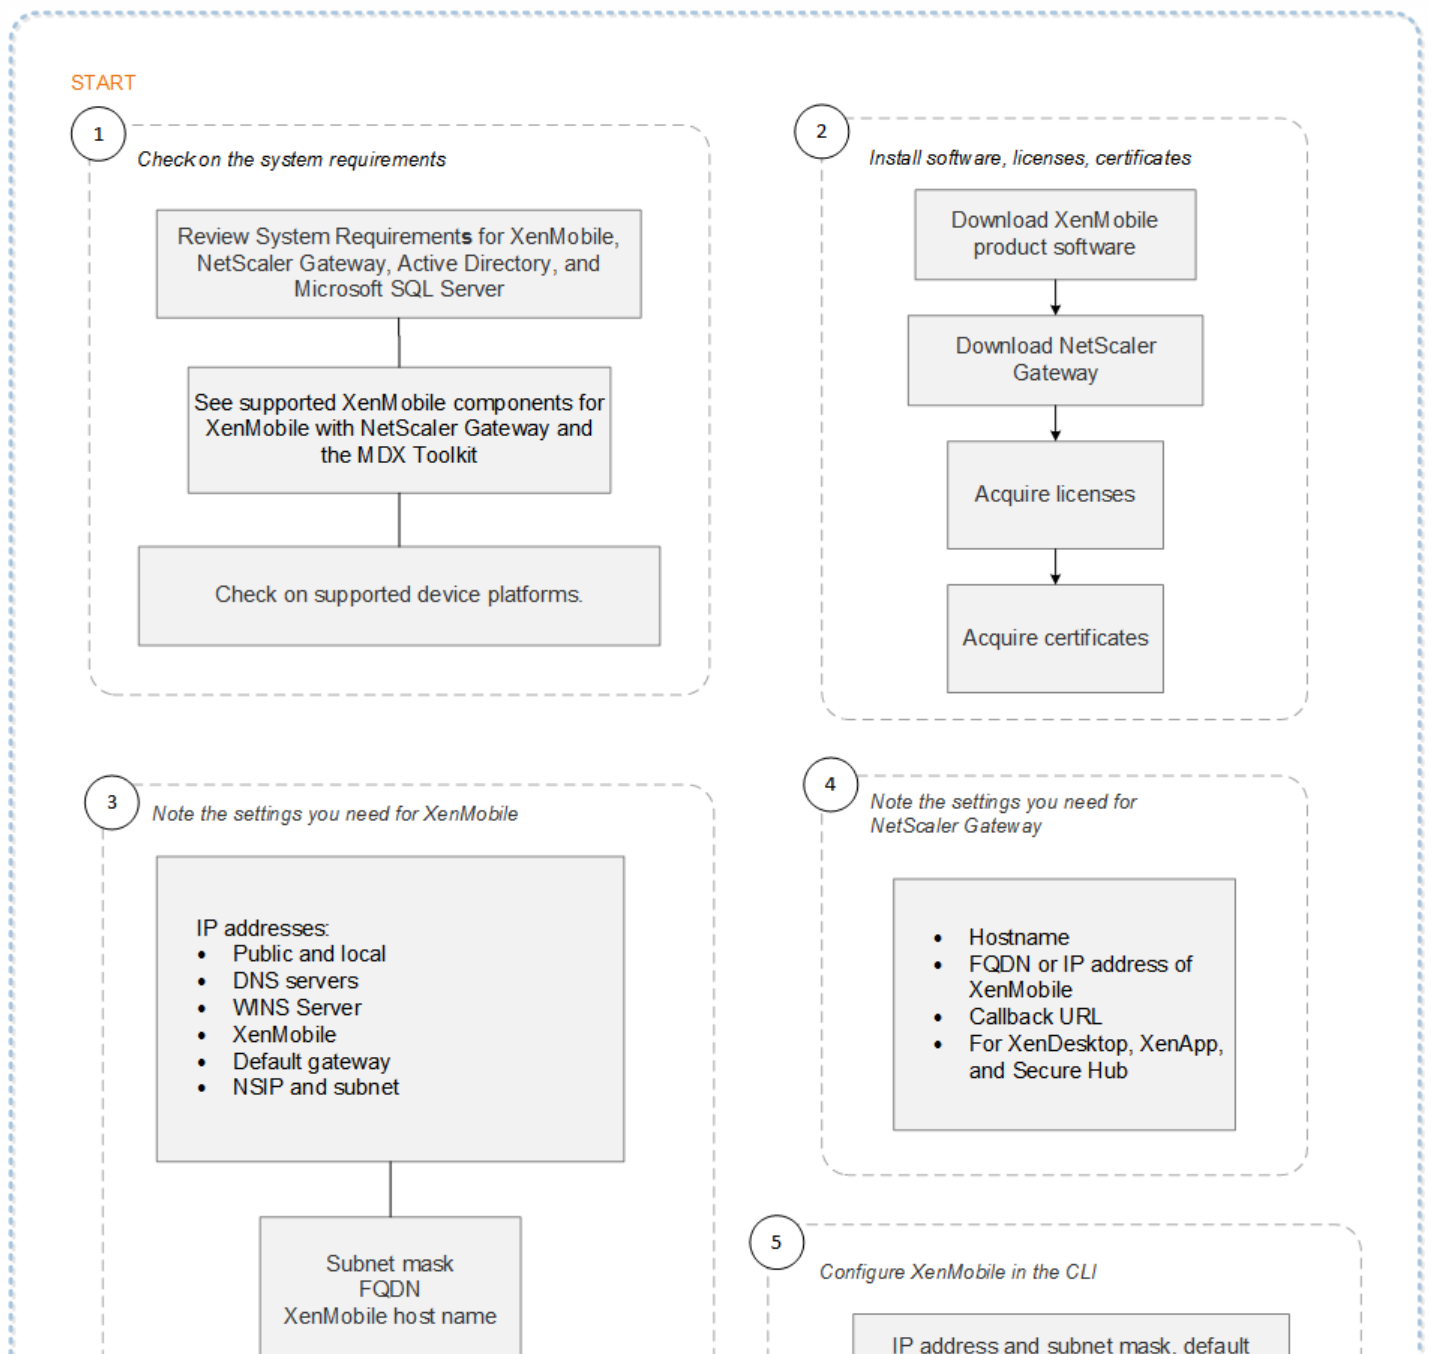 START
1
Check on the system requirements
Review System Requirements for XenMobile,
NetScaler Gateway, Active Directory, and
Microsoft SQL Server
See supported XenMobile components for
XenMobile with NetScaler Gateway and
the MDX Toolkit
Check on supported device platforms.
2
Install software, licenses, certificates
Download XenMobile
product software
Download NetScaler
Gateway
Acquire licenses
Acquire certificates
3
Note the settings you need for XenMobile
IP addresses:
• Public and local
• DNS servers
• WINS Server
• XenMobile
• Default gateway
• NSIP and subnet
Subnet mask
FQDN
XenMobile host name
4
Note the settings you need for
NetScaler Gateway
• Hostname
• FQDN or IP address of
XenMobile
• Callback URL
• For XenDesktop, XenApp,
and Secure Hub
5
Configure XenMobile in the CLI
IP address and subnet mask, default